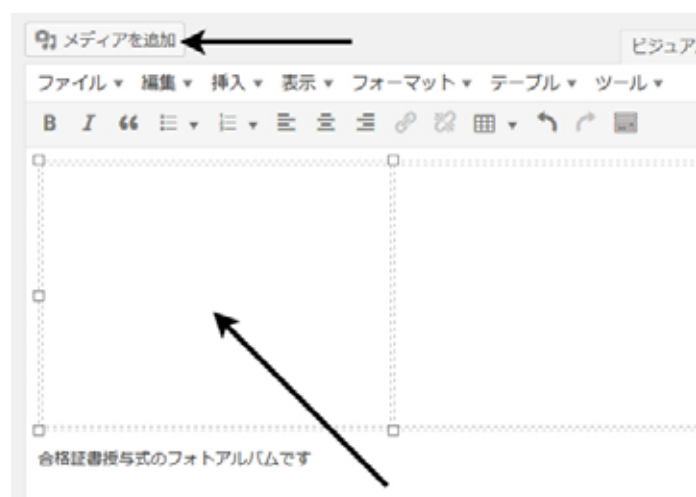 メディアを追加
ビジュア
ファイル 編集 挿入 表示 フォーマット テーブル ツール
B I
合格証書授与式のフォトアルバムです